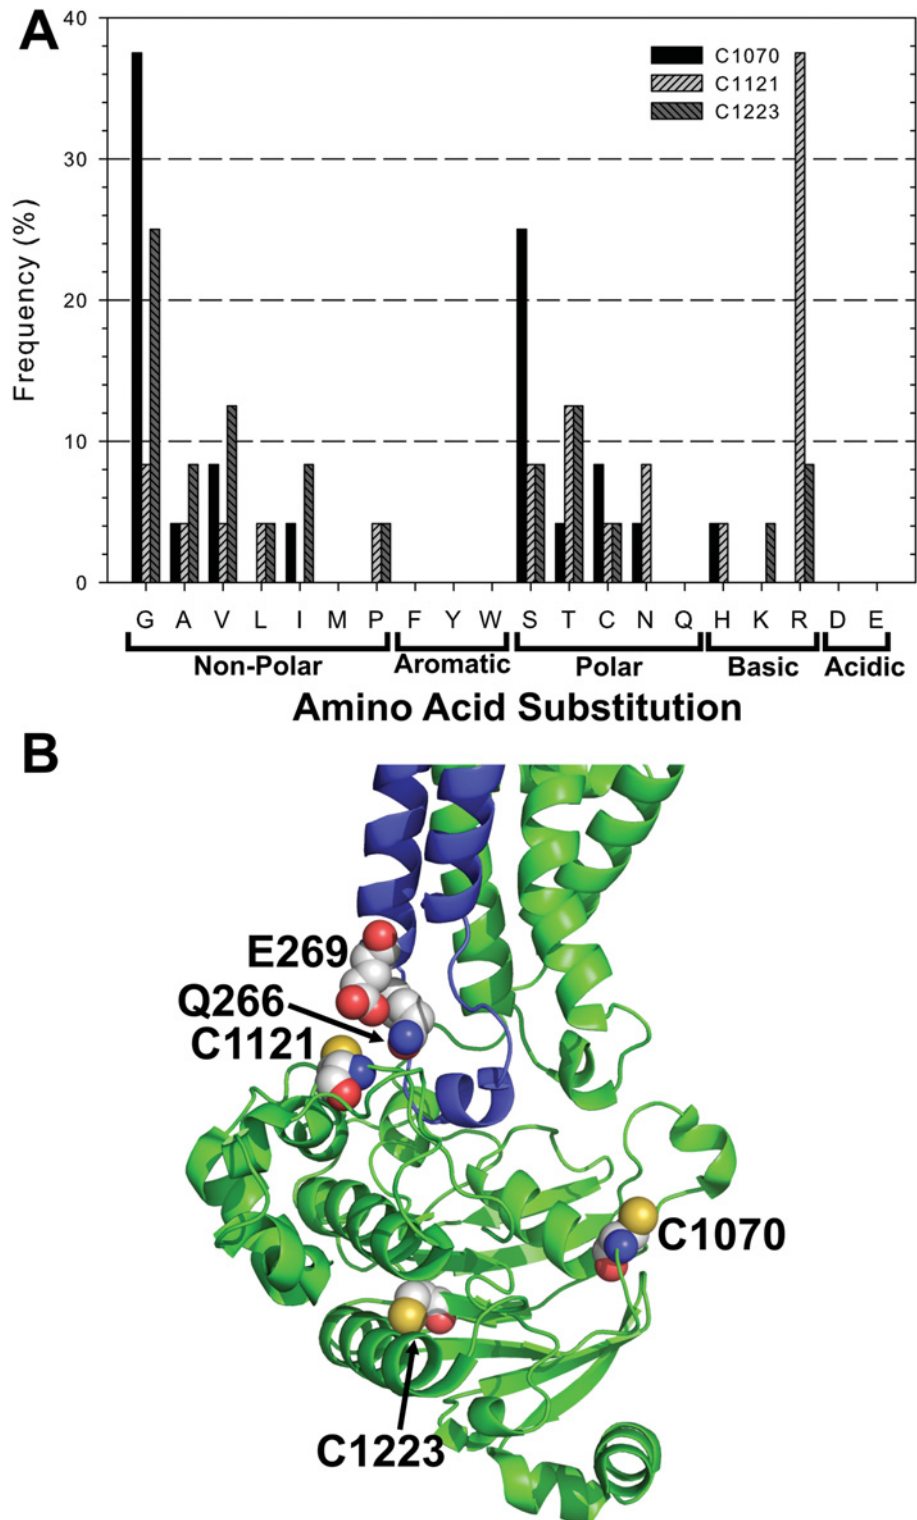 A
40
30
20
10
0
Frequency (%)
C1070
C1121
C1223
G A V L I M P F Y W S T C N Q H K R D E
Non-Polar Aromatic Polar Basic Acidic
Amino Acid Substitution
B
E269
Q266
C1121
C1070
C1223